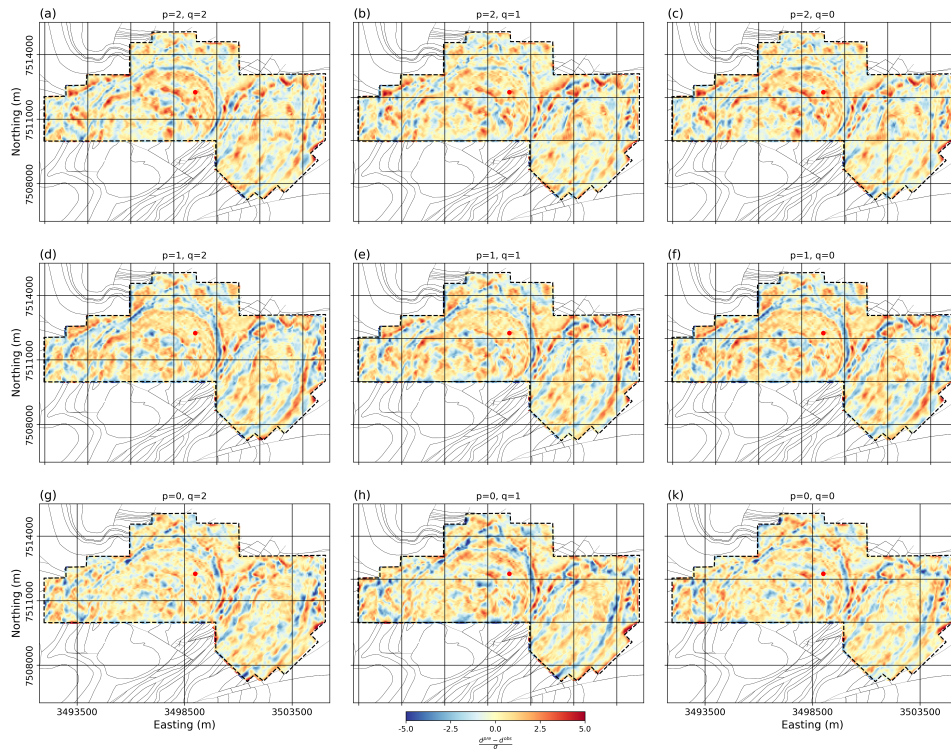 (a) p=2, q=2
(b) p=2, q=1
(c) p=2, q=0
Northing (m)
7514000
7511000
7508000
(d) p=1, q=2
(e) p=1, q=1
(f) p=1, q=0
Northing (m)
7514000
7511000
7508000
(g) p=0, q=2
(h) p=0, q=1
(k) p=0, q=0
Northing (m)
7514000
7511000
7508000
3493500 3498500 3503500
Easting (m)
3493500 3498500 3503500
Easting (m)
-5.0 -2.5 0.0 2.5 5.0
d^pre − d^obs
σ